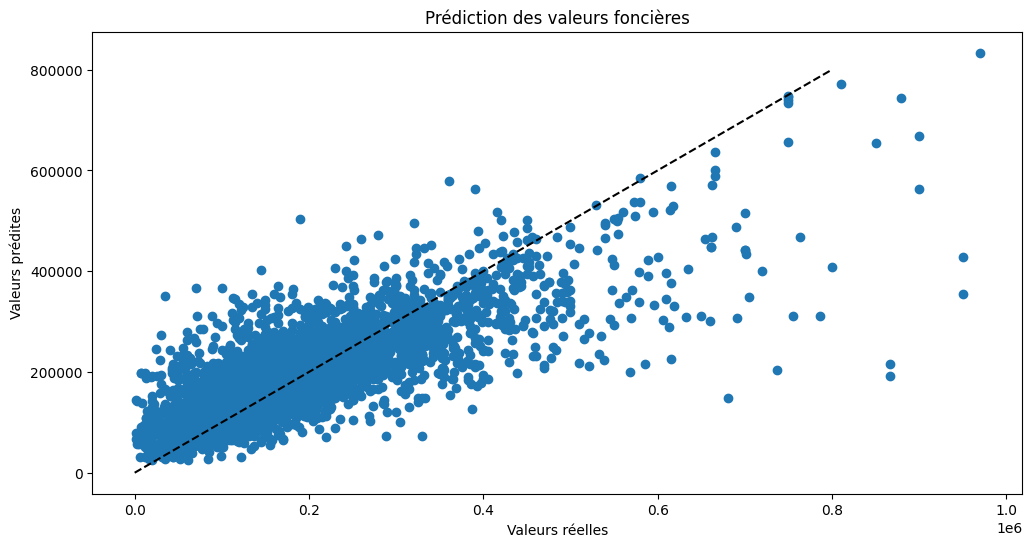 Prédiction des valeurs foncières
Valeurs prédites
800000
600000
400000
200000
0
0.0 0.2 0.4 0.6 0.8 1.0
1e6
Valeurs réelles